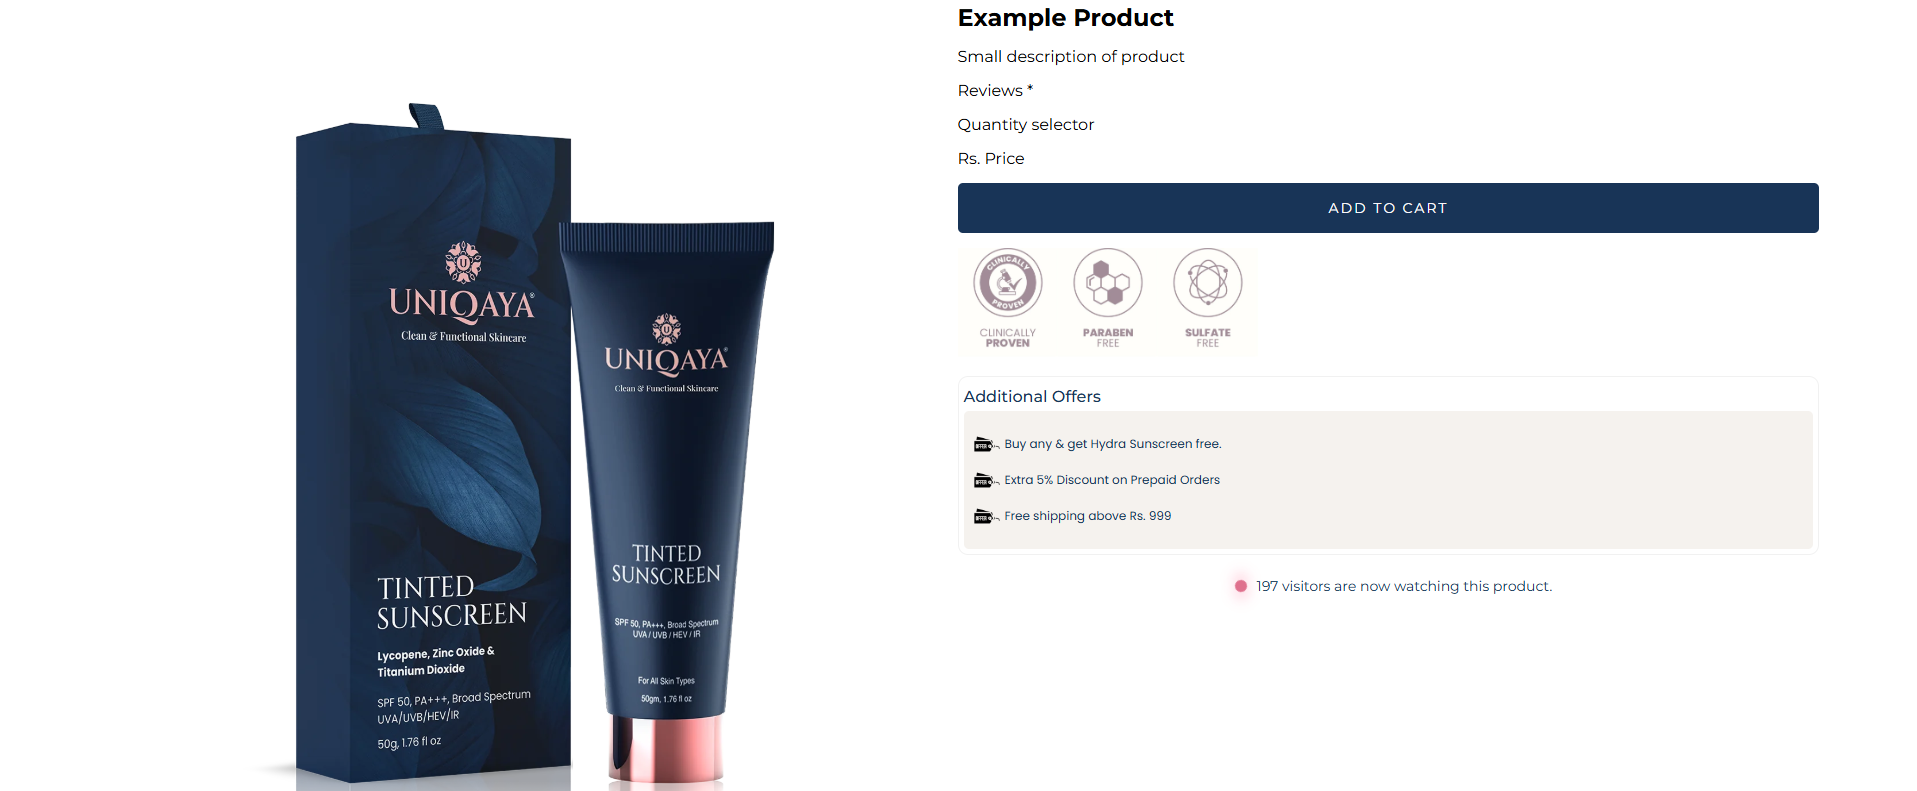 Example Product
Small description of product
Reviews *
Quantity selector
Rs. Price
ADD TO CART
CLINICALLY
PROVEN
CLINICALLY
PROVEN
PARABEN
FREE
SULFATE
FREE
Additional Offers
OFFER Buy any & get Hydra Sunscreen free.
OFFER Extra 5% Discount on Prepaid Orders
OFFER Free shipping above Rs. 999
197 visitors are now watching this product.
U
UNIQAYA®
Clean & Functional Skincare
TINTED
SUNSCREEN
Lycopene, Zinc Oxide &
Titanium Dioxide
SPF 50, PA+++, Broad Spectrum
UVA/UVB/HEV/IR
50g, 1.76 fl oz
U
UNIQAYA®
Clean & Functional Skincare
TINTED
SUNSCREEN
SPF 50, PA+++, Broad Spectrum
UVA / UVB / HEV / IR
For All Skin Types
50gm, 1.76 fl oz